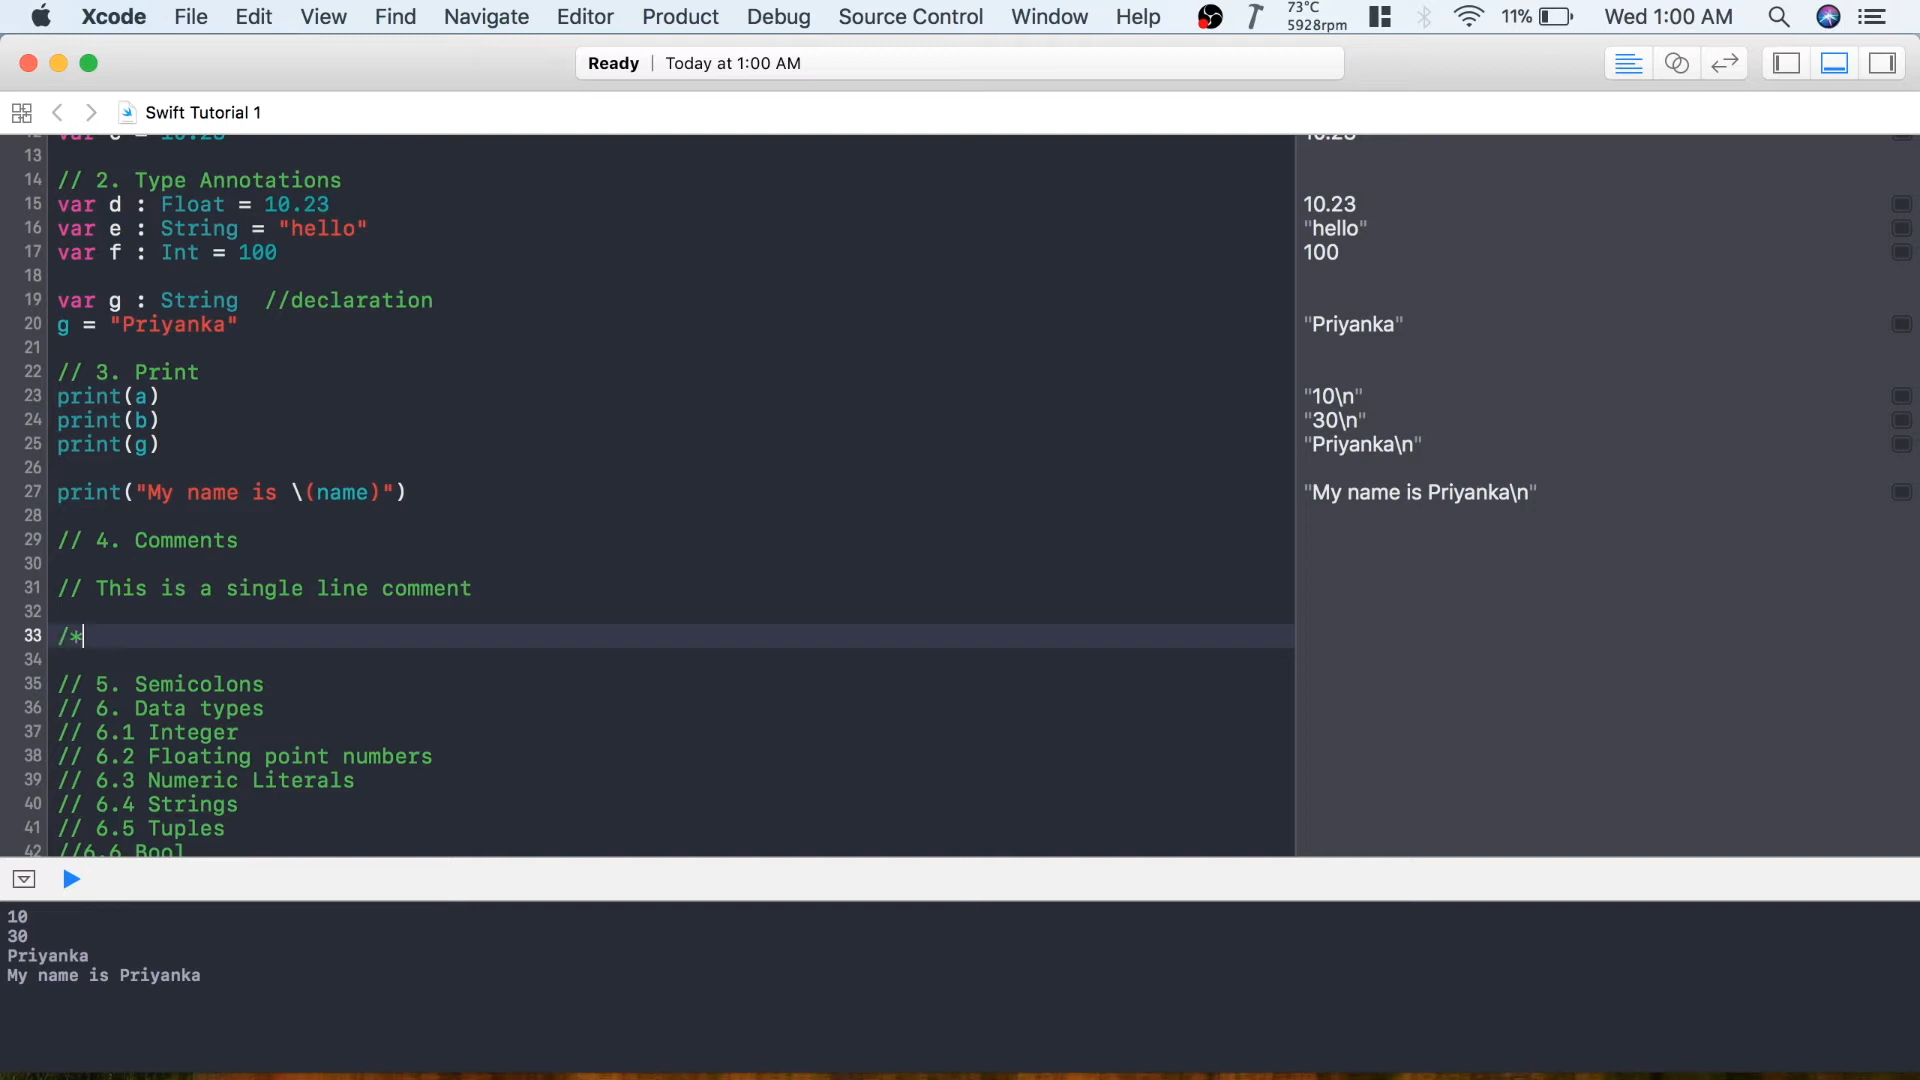 Xcode File Edit View Find Navigate Editor Product Debug Source Control Window Help 73°C 5928rpm 11% Wed 1:00 AM
Ready | Today at 1:00 AM
Swift Tutorial 1
13
14 // 2. Type Annotations
15 var d : Float = 10.23 10.23
16 var e : String = "hello" "hello"
17 var f : Int = 100 100
18
19 var g : String //declaration
20 g = "Priyanka" "Priyanka"
21
22 // 3. Print
23 print(a) "10\n"
24 print(b) "30\n"
25 print(g) "Priyanka\n"
26
27 print("My name is \(name)") "My name is Priyanka\n"
28
29 // 4. Comments
30
31 // This is a single line comment
32
33 /*
34
35 // 5. Semicolons
36 // 6. Data types
37 // 6.1 Integer
38 // 6.2 Floating point numbers
39 // 6.3 Numeric Literals
40 // 6.4 Strings
41 // 6.5 Tuples
42 //6.6 Bool
10
30
Priyanka
My name is Priyanka